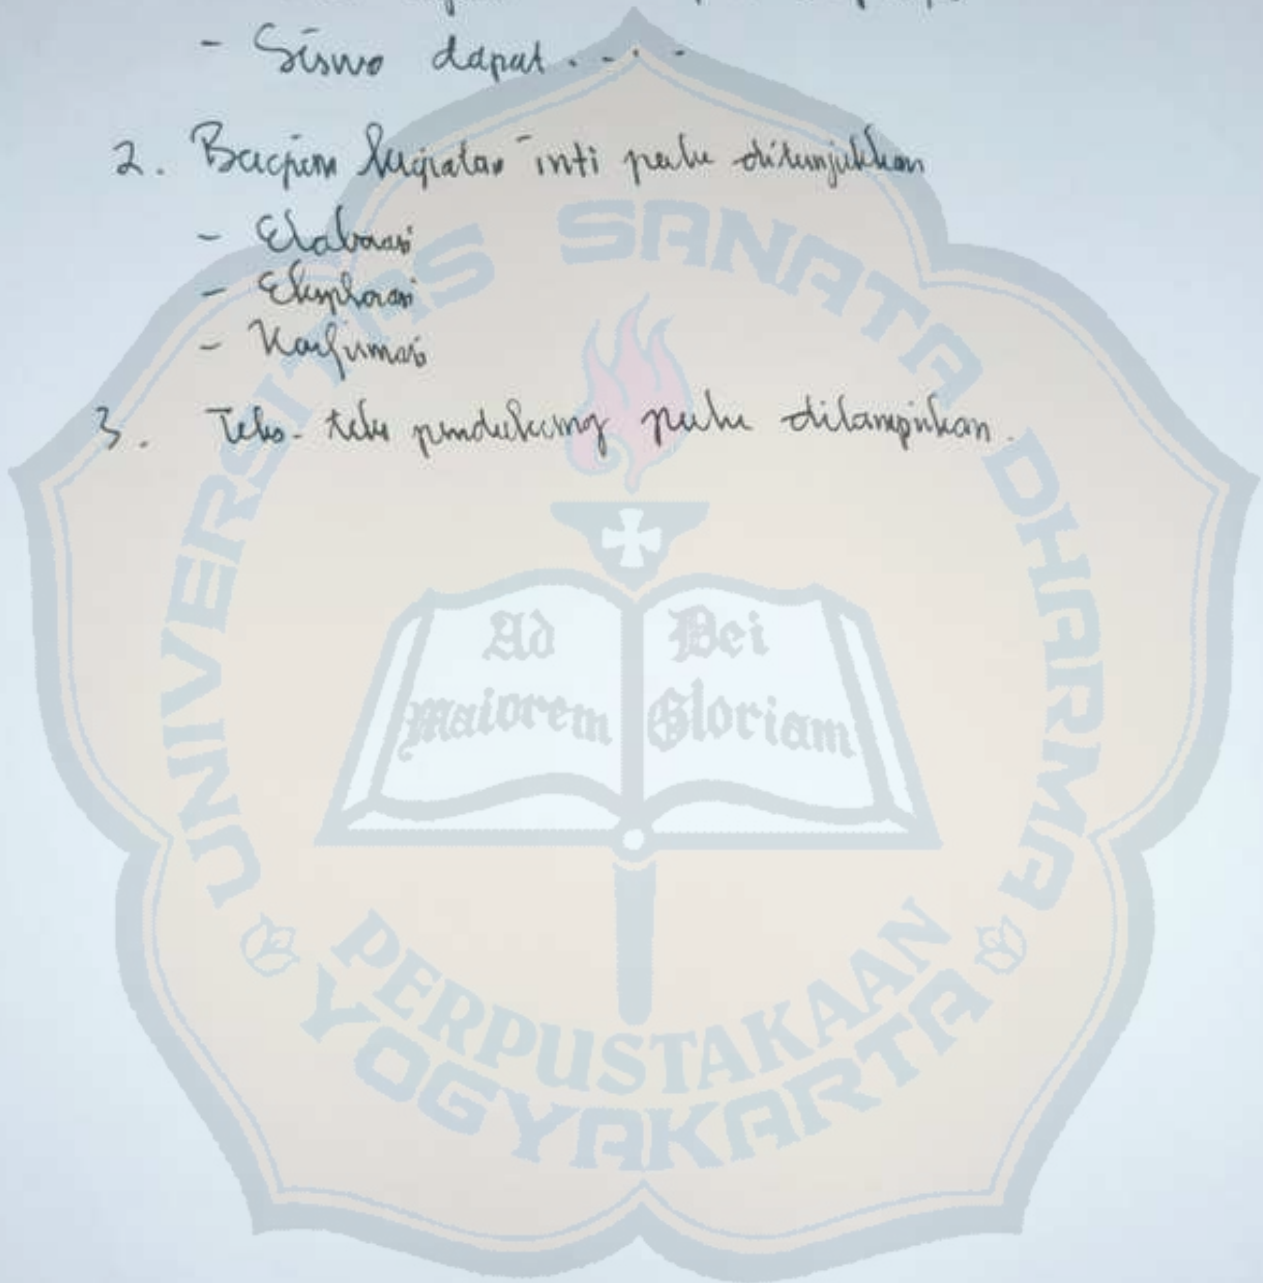 - Siswa dapat . . . .
2. Bagian kegiatan inti perlu ditunjukkan
- Elaborasi
- Eksplorasi
- Konfirmasi
3. Teks-teks pendukung perlu dilampirkan.
UNIVERSITAS SANATA DHARMA
Ad Dei
maiorem Gloriam
PERPUSTAKAAN
YOGYAKARTA